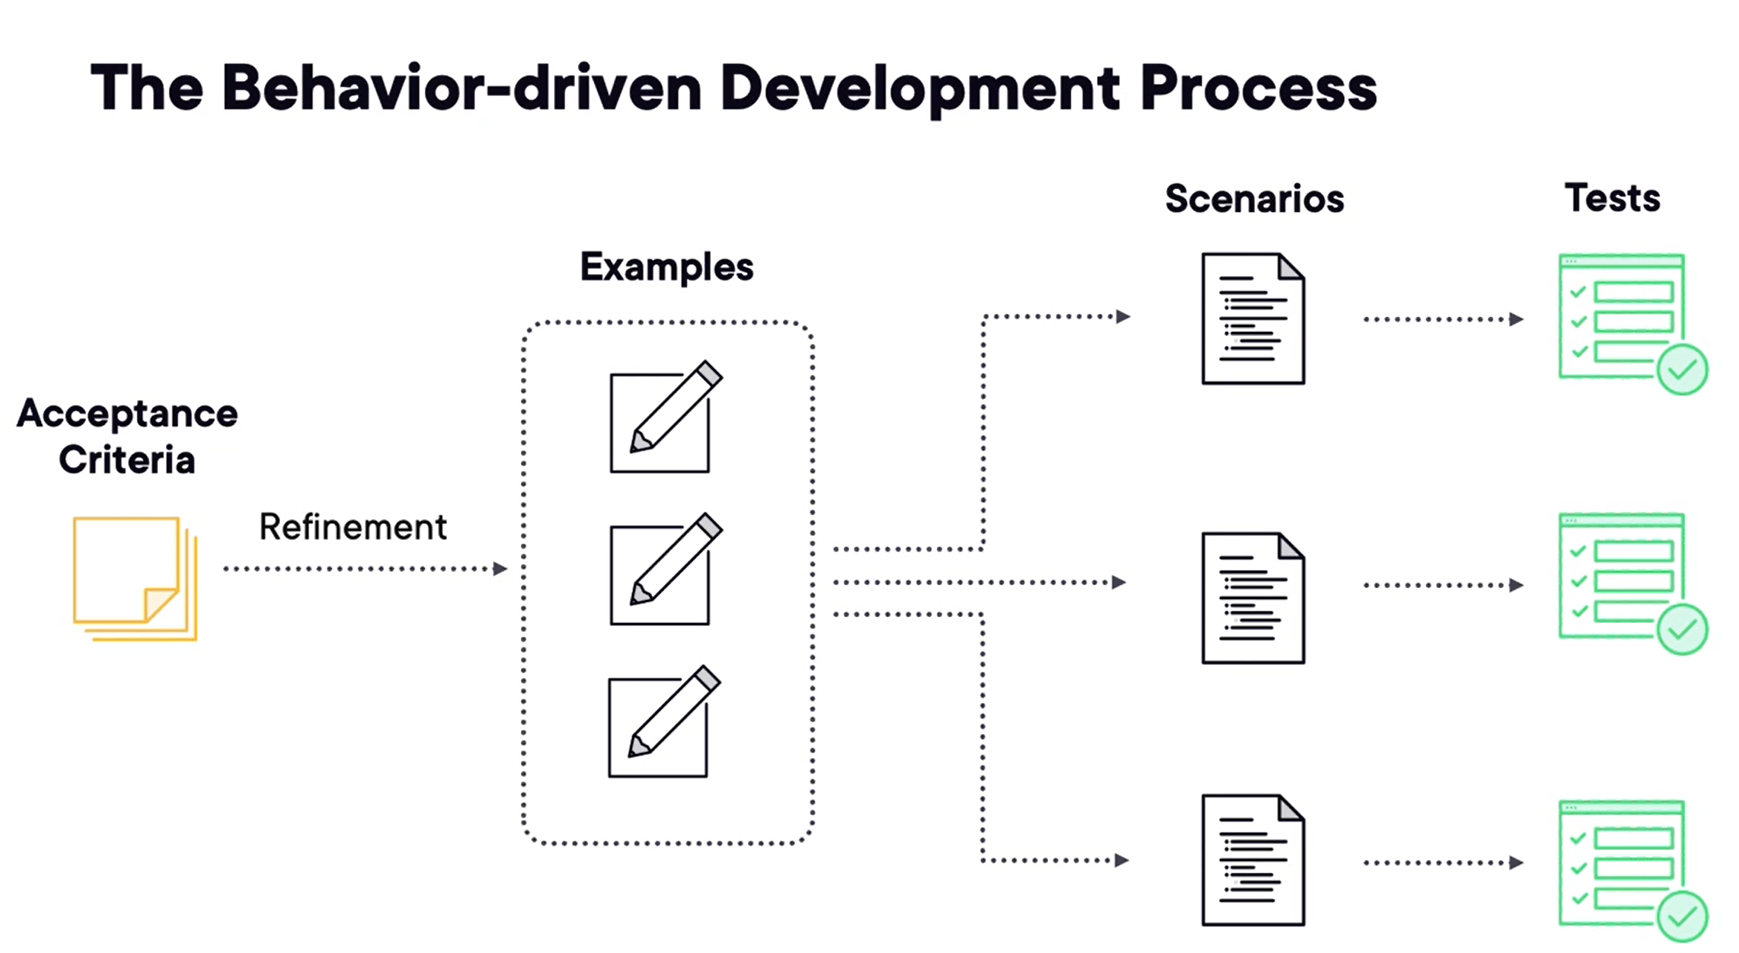 The Behavior-driven Development Process
Scenarios
Tests
Examples
Acceptance
Criteria
Refinement